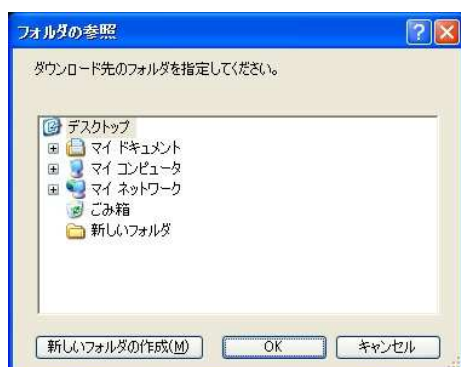 フォルダの参照
ダウンロード先のフォルダを指定してください。
デスクトップ
マイ ドキュメント
マイ コンピュータ
マイ ネットワーク
ごみ箱
新しいフォルダ
新しいフォルダの作成(M) OK キャンセル